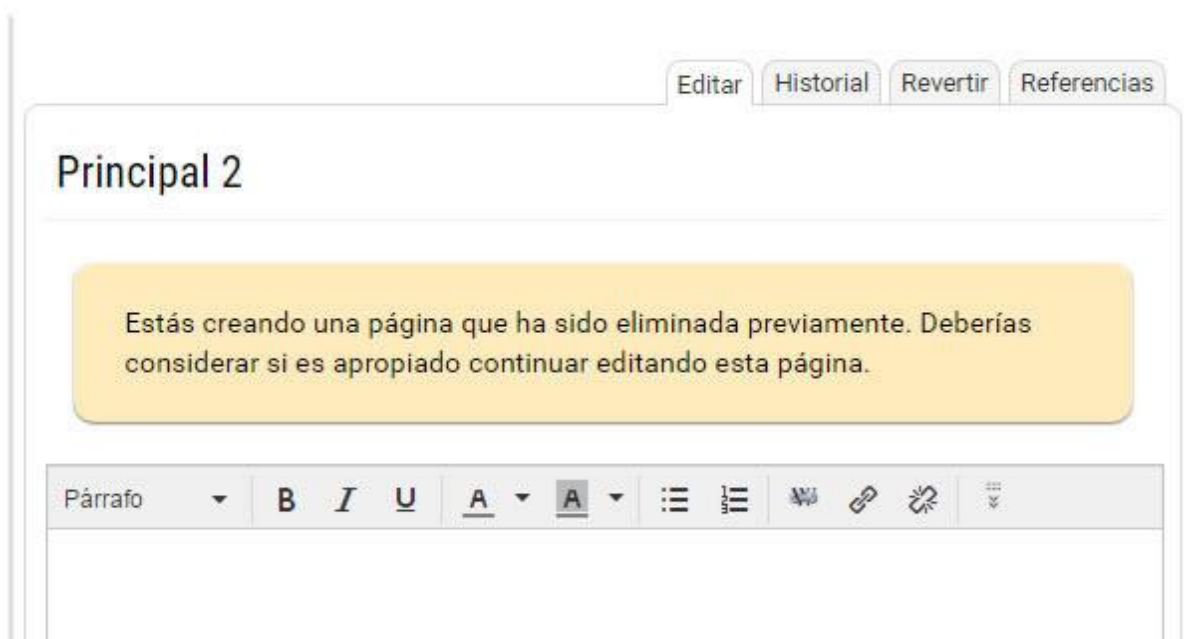 Editar Historial Revertir Referencias
Principal 2
Estás creando una página que ha sido eliminada previamente. Deberías
considerar si es apropiado continuar editando esta página.
Párrafo B I U A A